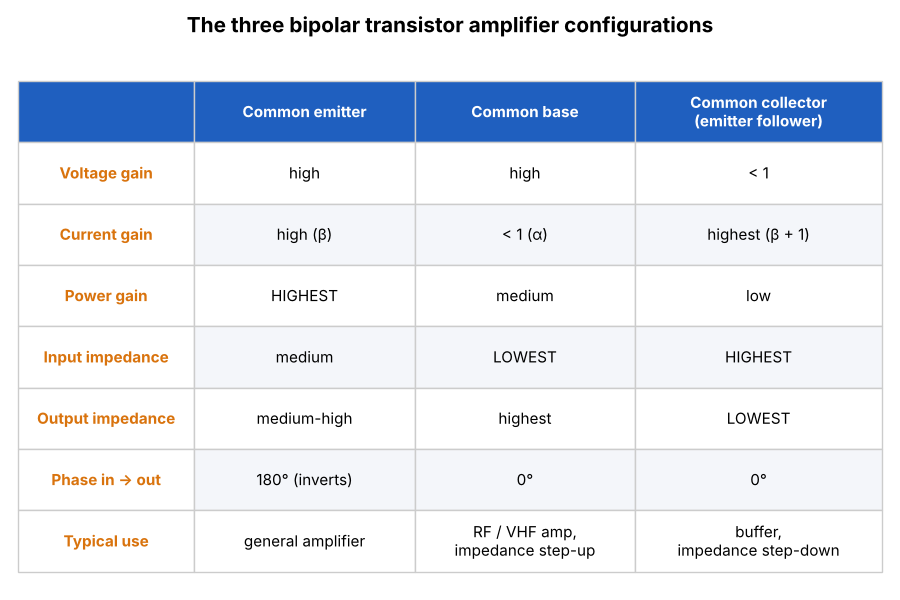 The three bipolar transistor amplifier configurations
Common emitter
Common base
Common collector
(emitter follower)
Voltage gain
high
high
< 1
Current gain
high (β)
< 1 (α)
highest (β + 1)
Power gain
HIGHEST
medium
low
Input impedance
medium
LOWEST
HIGHEST
Output impedance
medium-high
highest
LOWEST
Phase in → out
180° (inverts)
0°
0°
Typical use
general amplifier
RF / VHF amp,
impedance step-up
buffer,
impedance step-down